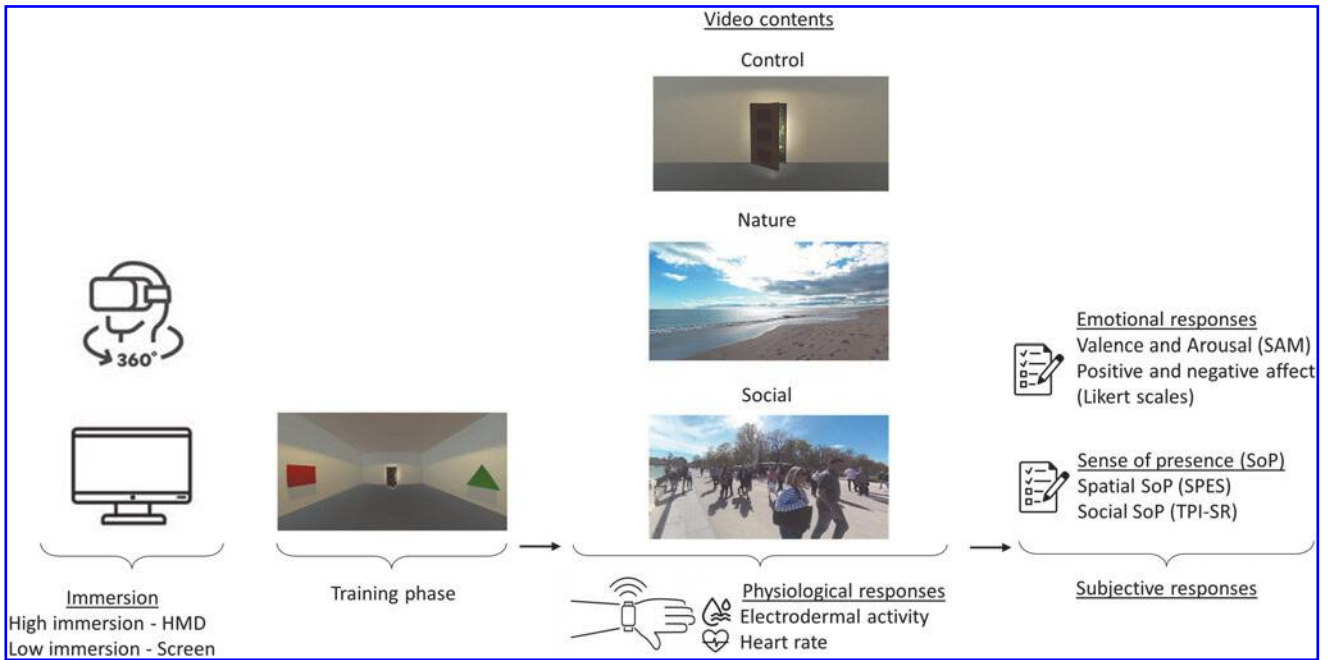 Video contents
Control
Nature
Social
360°
Immersion
High immersion - HMD
Low immersion - Screen
Training phase
Physiological responses
Electrodermal activity
Heart rate
Emotional responses
Valence and Arousal (SAM)
Positive and negative affect
(Likert scales)
Sense of presence (SoP)
Spatial SoP (SPES)
Social SoP (TPI-SR)
Subjective responses